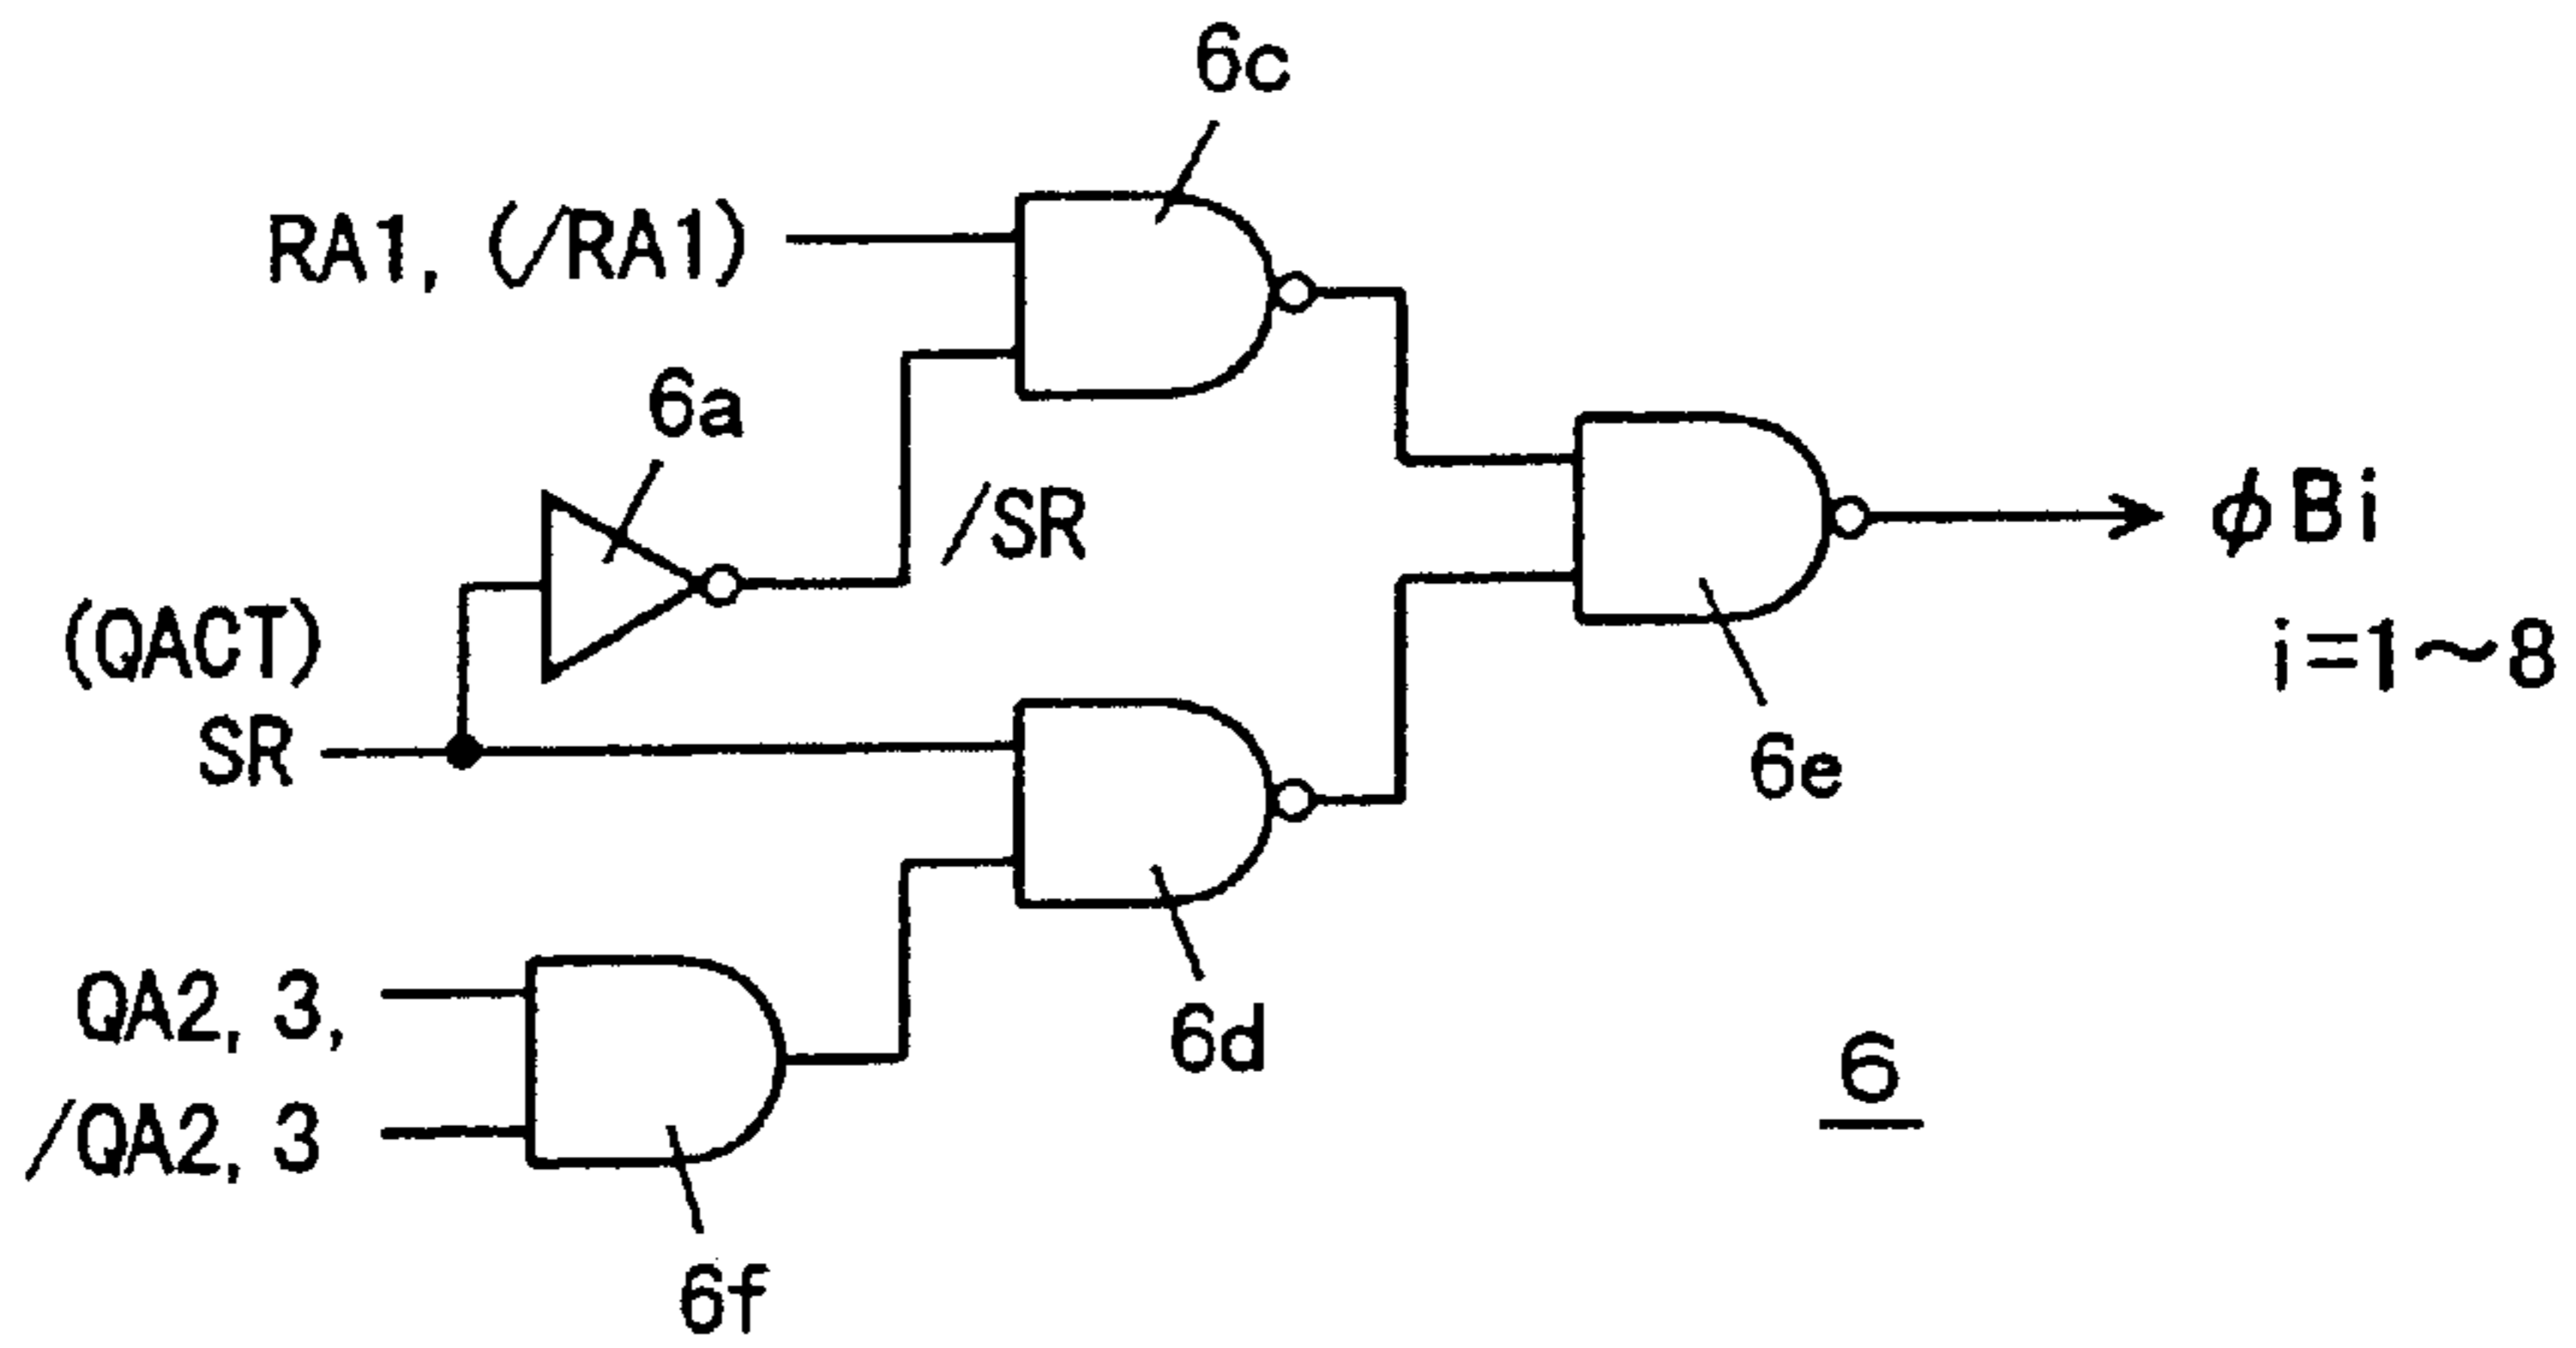 6c
RA1, (/RA1)
6a
/SR
φBi
i=1~8
(QACT)
SR
6e
QA2, 3,
6d
/QA2, 3
6
6f